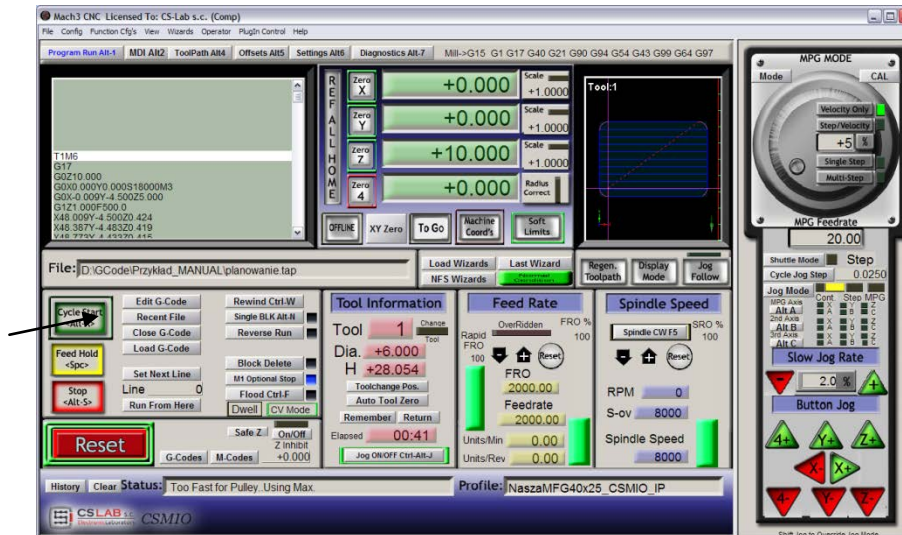 Mach3 CNC Licensed To: CS-Lab s.c. (Comp)
File Config Function Cfg's View Wizards Operator PlugIn Control Help
Program Run Alt-1 MDI Alt2 ToolPath Alt4 Offsets Alt5 Settings Alt6 Diagnostics Alt-7 Mill->G15 G1 G17 G40 G21 G90 G94 G54 G43 G99 G64 G97
T1M6
G17
G0Z10.000
G0X0.000Y0.000S18000M3
G0X-0.009Y-4.500Z5.000
G1Z1.000F500.0
X48.009Y-4.500Z0.424
X48.387Y-4.483Z0.419
X48.773Y-4.433Z0.415
REF ALL HOME
Zero X +0.000 Scale +1.0000
Zero Y +0.000 Scale +1.0000
Zero Z +10.000 Scale +1.0000
Zero 4 +0.000 Radius Correct
OFFLINE XY Zero To Go Machine Coord's Soft Limits
Tool:1
File: D:\GCode\Przykład_MANUAL\planowanie.tap
Load Wizards Last Wizard
NFS Wizards Normal Condition
Regen. Toolpath Display Mode Jog Follow
Cycle Start <Alt-R>
Feed Hold <Spc>
Stop <Alt-S>
Edit G-Code Rewind Ctrl-W
Recent File Single BLK Alt-N
Close G-Code Reverse Run
Load G-Code
Block Delete
Set Next Line M1 Optional Stop
Line 0 Flood Ctrl-F
Run From Here Dwell CV Mode
Reset
Safe Z On/Off
Z Inhibit
G-Codes M-Codes +0.000
Tool Information
Tool 1 Change Tool
Dia. +6.000
H +28.054
Toolchange Pos.
Auto Tool Zero
Remember Return
Elapsed 00:41
Jog ON/OFF Ctrl-Alt-J
Feed Rate
OverRidden FRO %
Rapid FRO 100 100
Reset
FRO
2000.00
Feedrate
2000.00
Units/Min 0.00
Units/Rev 0.00
Spindle Speed
Spindle CW F5 SRO % 100
Reset
RPM 0
S-ov 8000
Spindle Speed
8000
History Clear Status: Too Fast for Pulley..Using Max. Profile: NaszaMFG40x25_CSMIO_IP
CSLAB s.c. CSMIO
MPG MODE
Mode CAL
Velocity Only
Step/Velocity
+5 %
Single Step
Multi-Step
MPG Feedrate
20.00
Shuttle Mode Step
Cycle Jog Step 0.0250
Jog Mode Cont. Step MPG
MPG Axis X Y Z
Alt A A B C
2nd Axis X Y Z
Alt B A B C
3rd Axis X Y Z
Alt C A B C
Slow Jog Rate
- 2.0 % +
Button Jog
4+ Y+ Z+
X- X+
4- Y- Z-
Shift Jog to Override Jog Mode